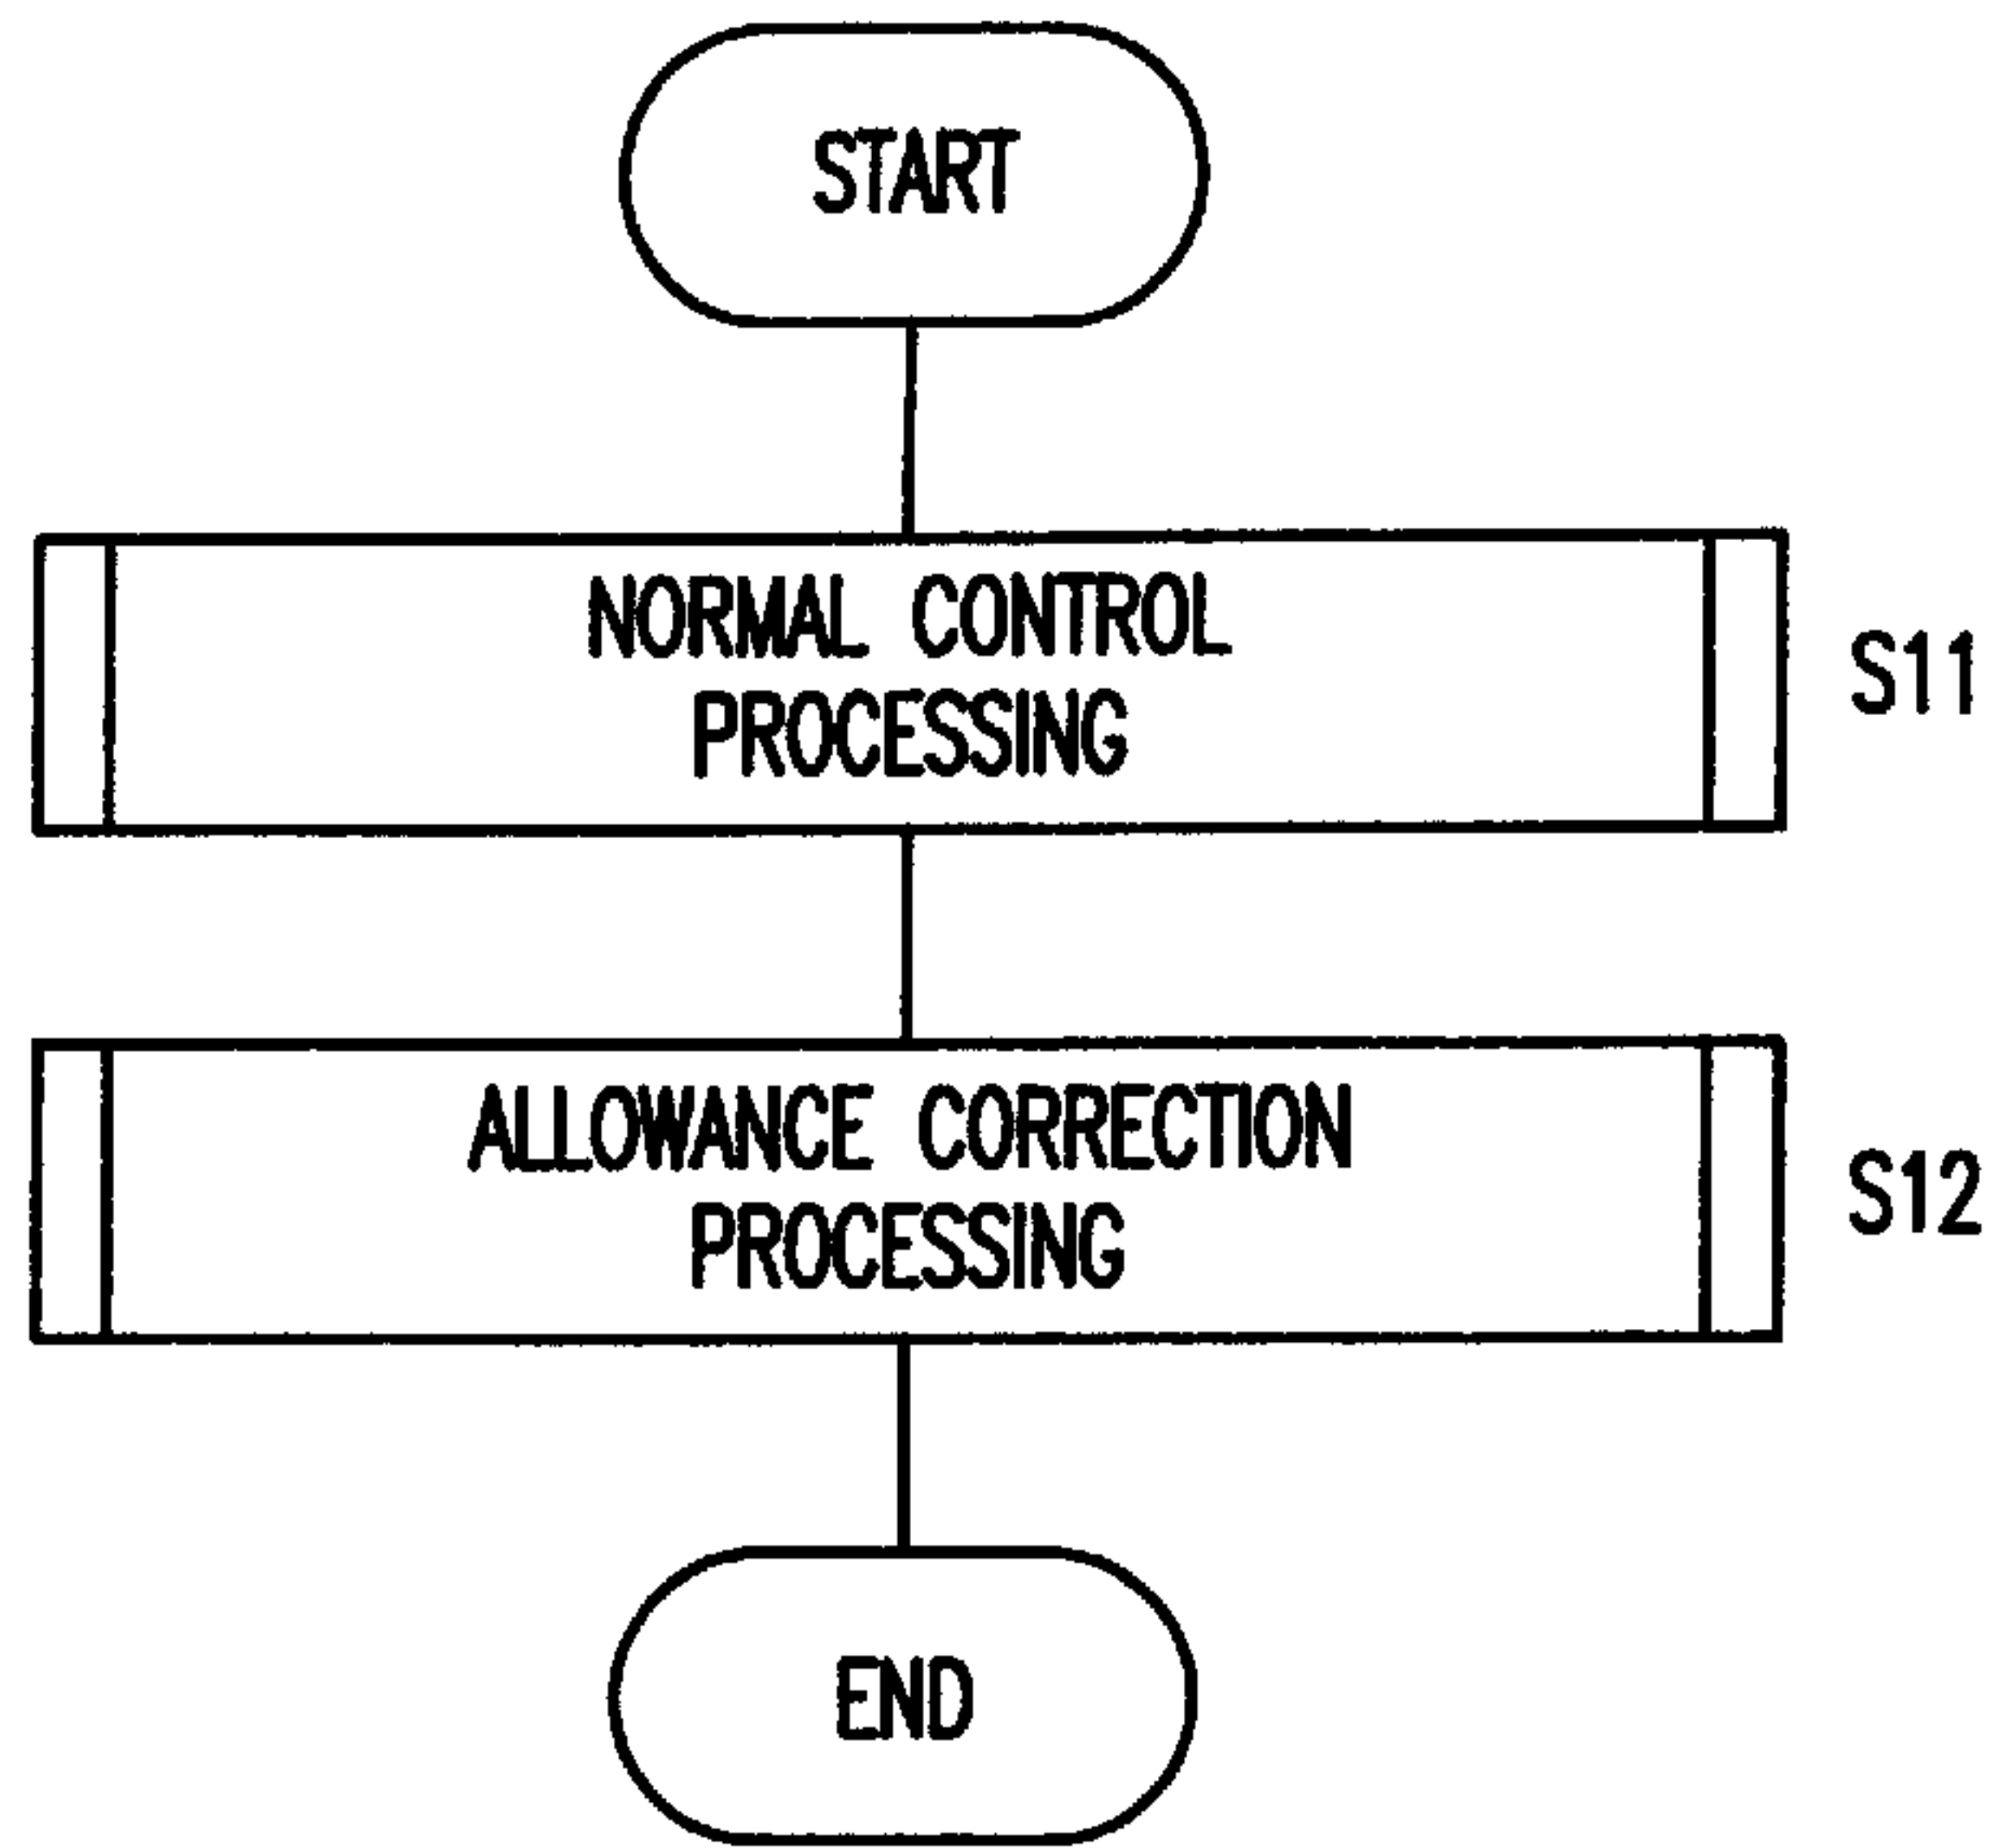 START
NORMAL CONTROL
PROCESSING
S11
ALLOWANCE CORRECTION
PROCESSING
S12
END